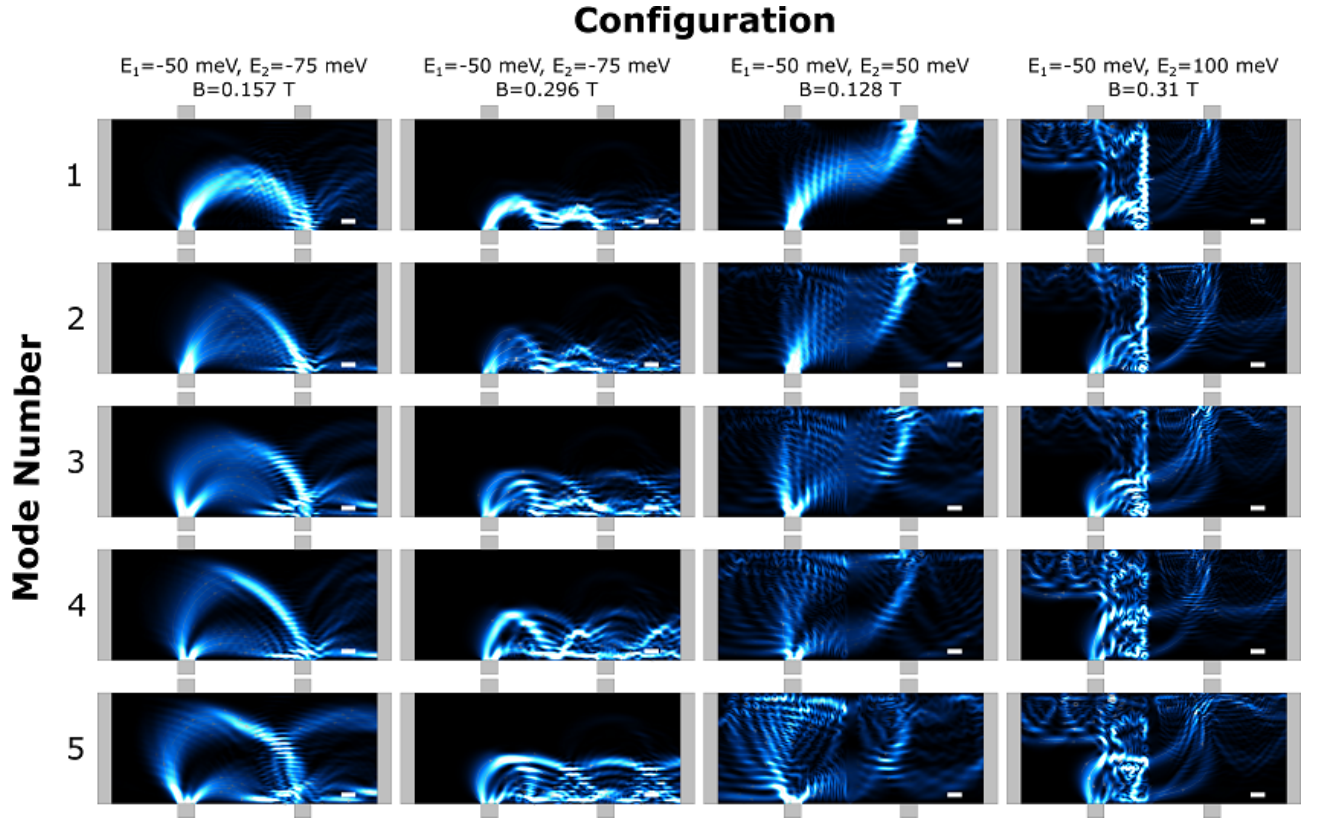 Configuration
E₁=-50 meV, E₂=-75 meV
B=0.157 T
E₁=-50 meV, E₂=-75 meV
B=0.296 T
E₁=-50 meV, E₂=50 meV
B=0.128 T
E₁=-50 meV, E₂=100 meV
B=0.31 T
Mode Number
1
2
3
4
5